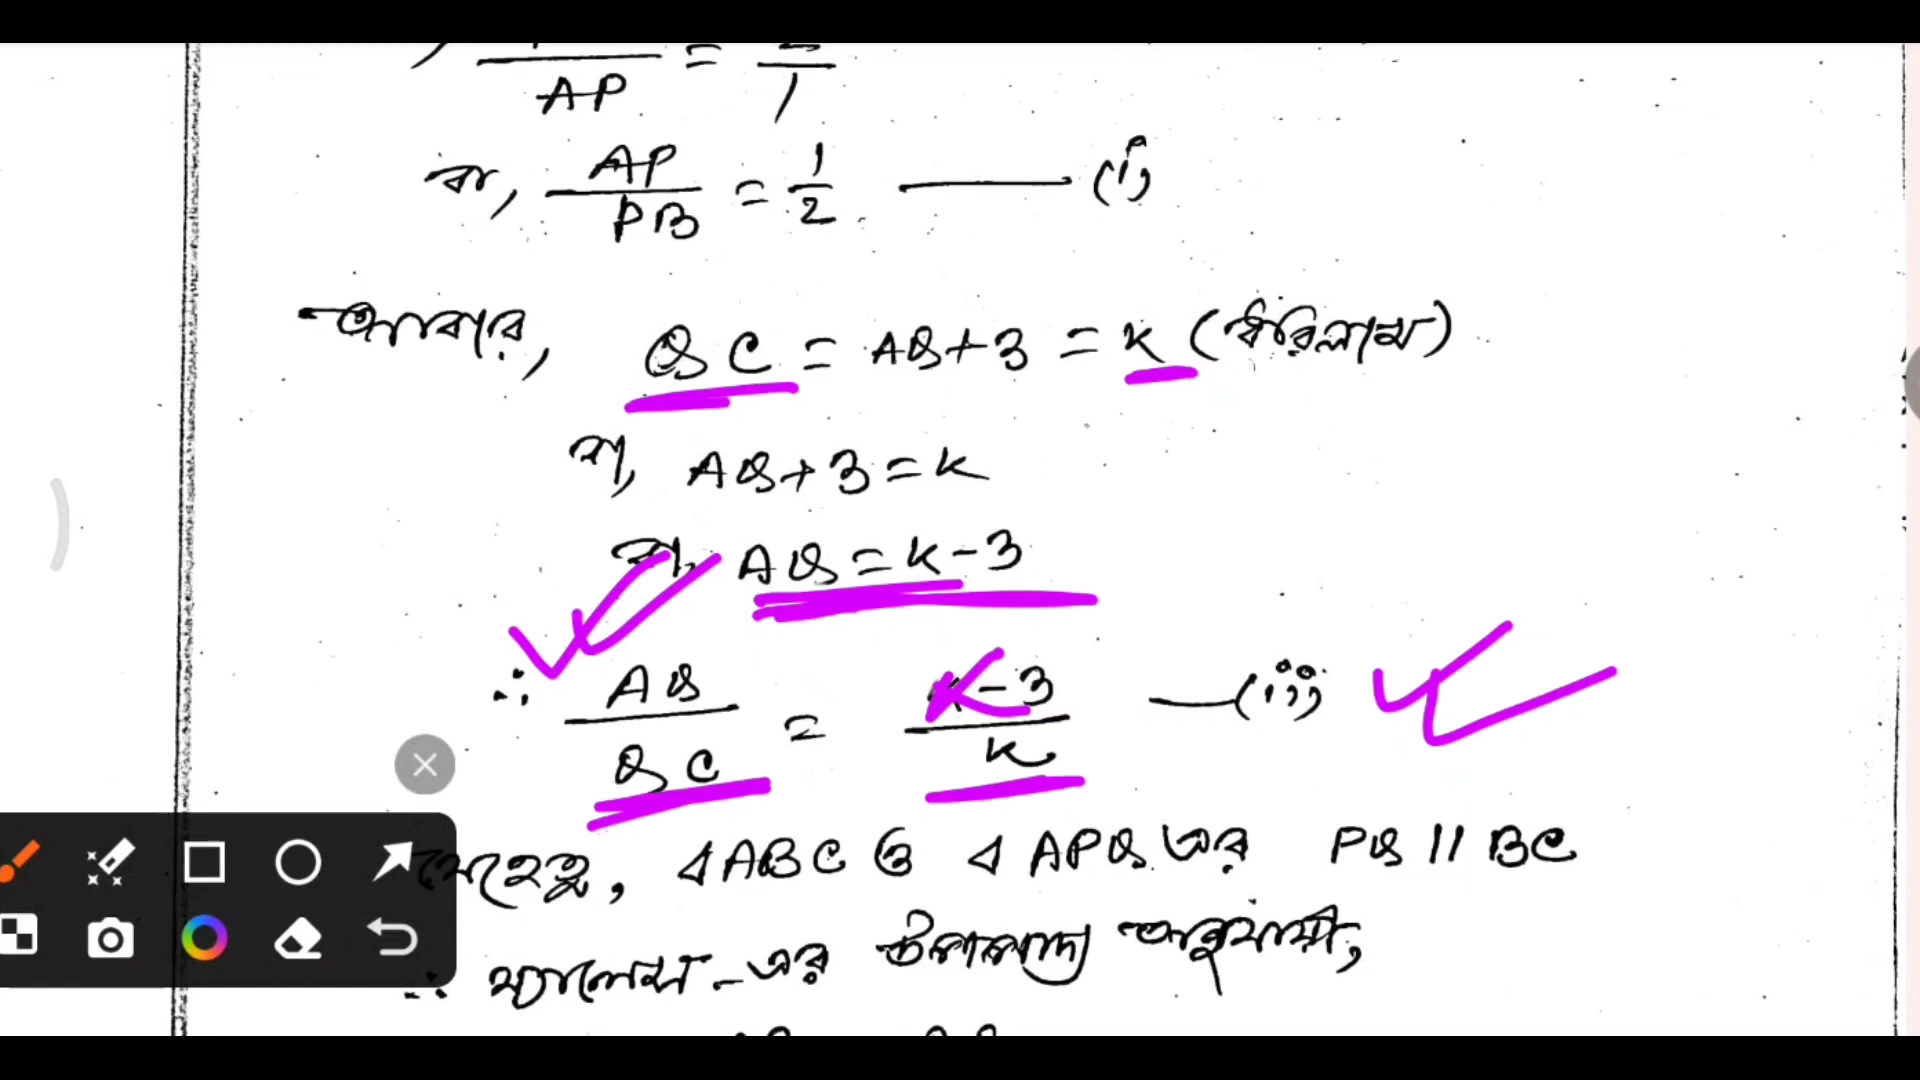 AP = 1
বা, AP/PB = 1/2 ——— (i)
আবার, QC = AQ+3 = K (ধরিলাম)
বা, AQ+3 = K
বা, AQ = K-3
∴ AQ/QC = K-3/K —(ii)
যেহেতু, ∆ABC ও ∆APQ এর PQ || BC
∴ থ্যালেস-এর উপপাদ্য অনুযায়ী,